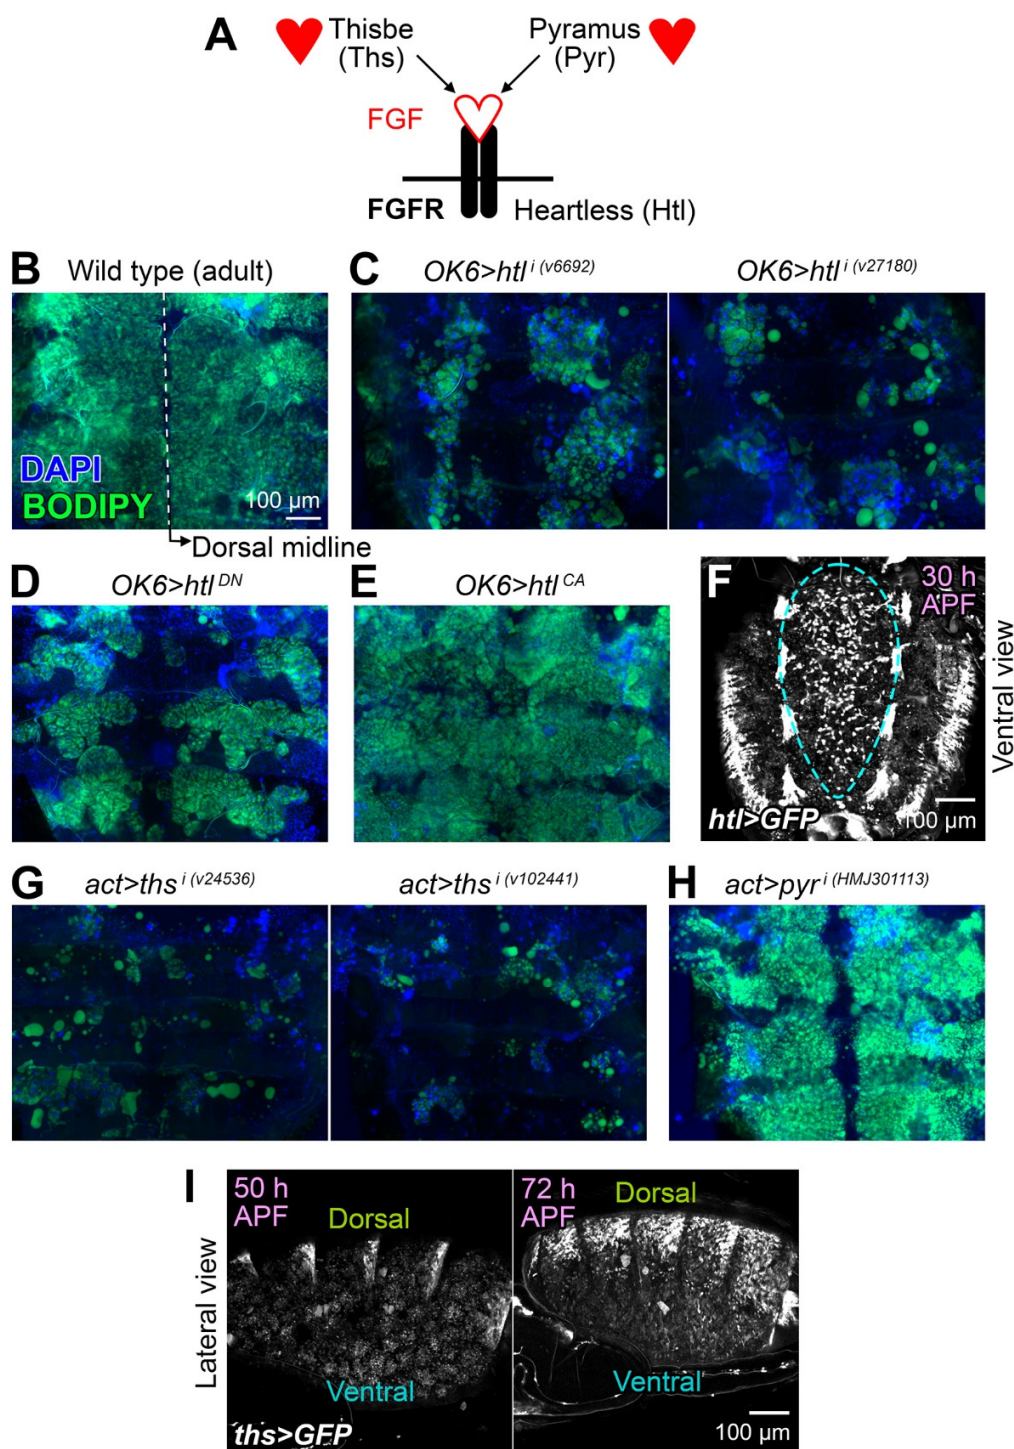 A
Thisbe
(Ths)
Pyramus
(Pyr)
FGF
FGFR
Heartless (Htl)
B
Wild type (adult)
DAPI
BODIPY
100 µm
Dorsal midline
C
OK6>htl i (v6692)
OK6>htl i (v27180)
D
OK6>htl DN
E
OK6>htl CA
F
30 h
APF
Ventral view
htl>GFP
100 µm
G
act>ths i (v24536)
act>ths i (v102441)
H
act>pyr i (HMJ301113)
I
50 h
APF
Dorsal
Lateral view
Ventral
ths>GFP
72 h
APF
Dorsal
Ventral
100 µm